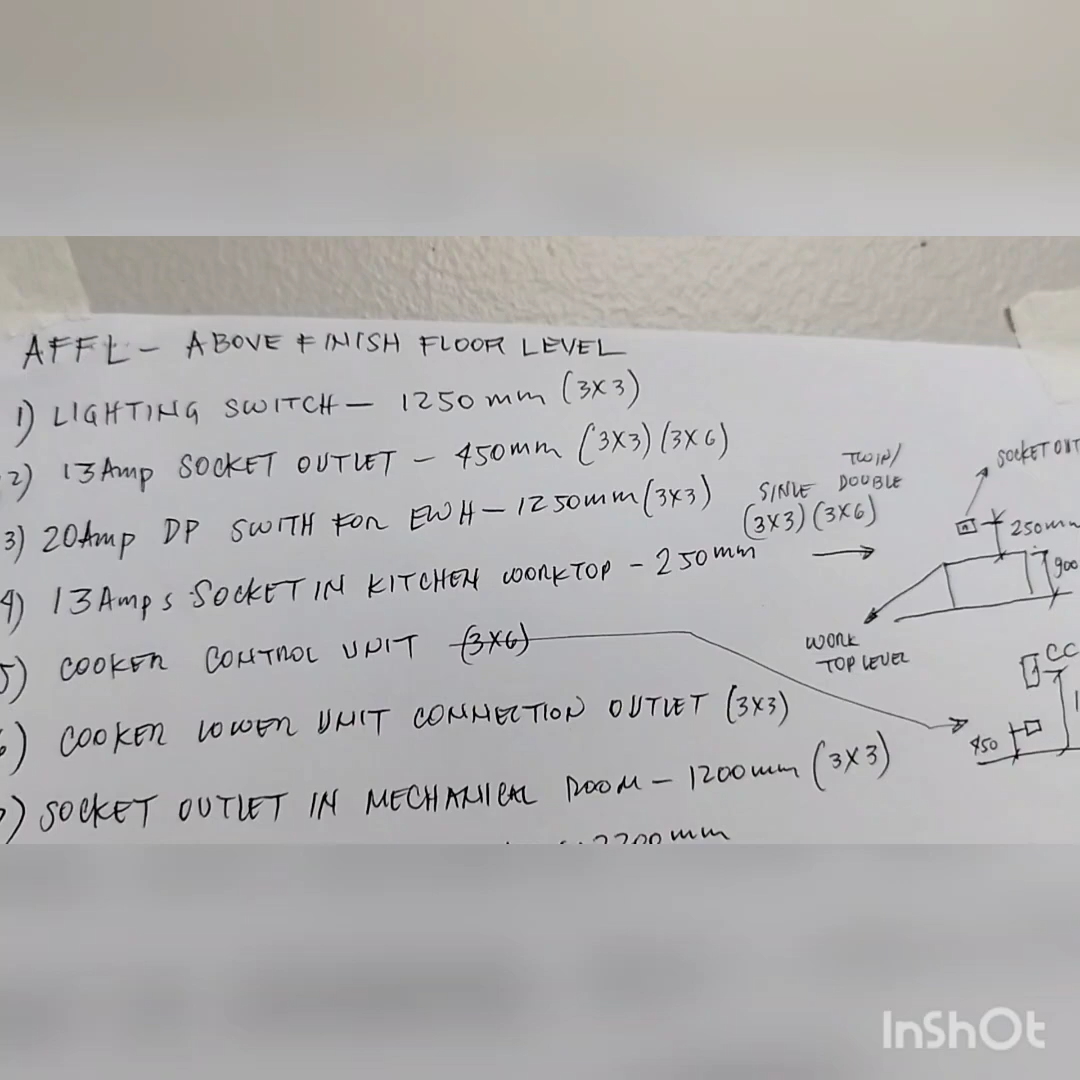 AFFL - ABOVE FINISH FLOOR LEVEL
1) LIGHTING SWITCH - 1250mm (3X3)
2) 13Amp SOCKET OUTLET - 450mm (3X3) (3X6)
3) 20Amp DP SWITH FOR EWH - 1250mm (3X3)
SINLE TWIN/ DOUBLE
(3X3) (3X6)
4) 13Amps SOCKET IN KITCHEN WORKTOP - 250mm
5) COOKER CONTROL UNIT (3X6)
6) COOKER LOWER UNIT CONNECTION OUTLET (3X3)
) SOCKET OUTLET IN MECHANICAL ROOM - 1200mm (3X3)
2200mm
SOCKET OUT
250mm
900
WORK
TOP LEVEL
CC
450
InShOt